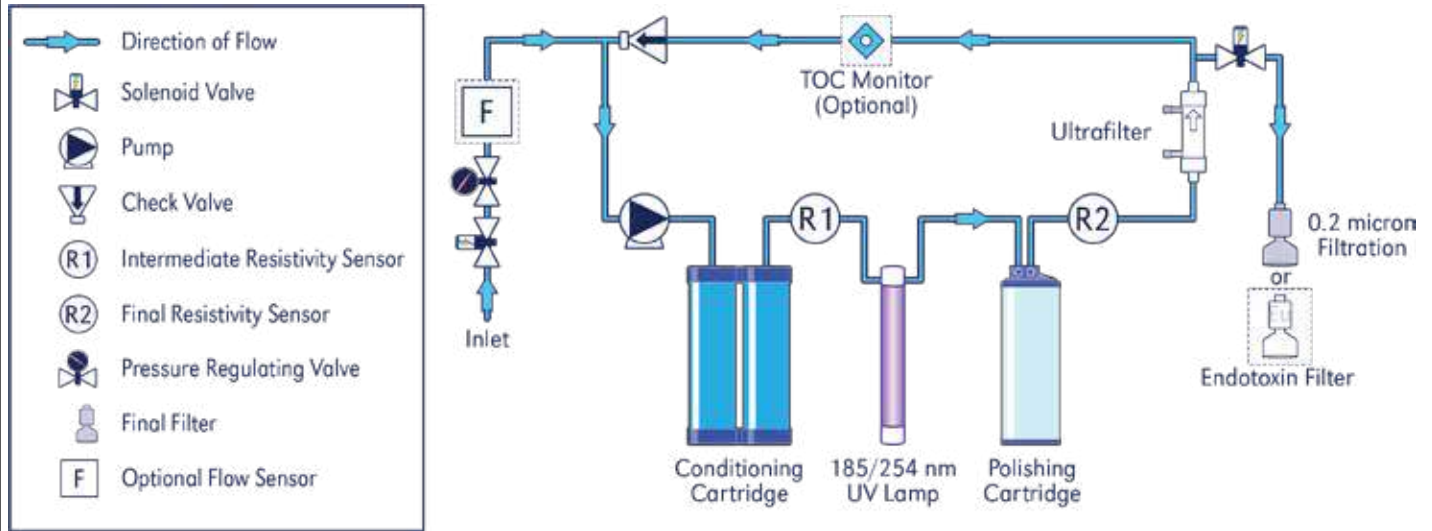 Direction of Flow
Solenoid Valve
Pump
Check Valve
R1 Intermediate Resistivity Sensor
R2 Final Resistivity Sensor
Pressure Regulating Valve
Final Filter
F Optional Flow Sensor
F
Inlet
TOC Monitor
(Optional)
Ultrafilter
R1
R2
0.2 micron
Filtration
or
Endotoxin Filter
Conditioning
Cartridge
185/254 nm
UV Lamp
Polishing
Cartridge